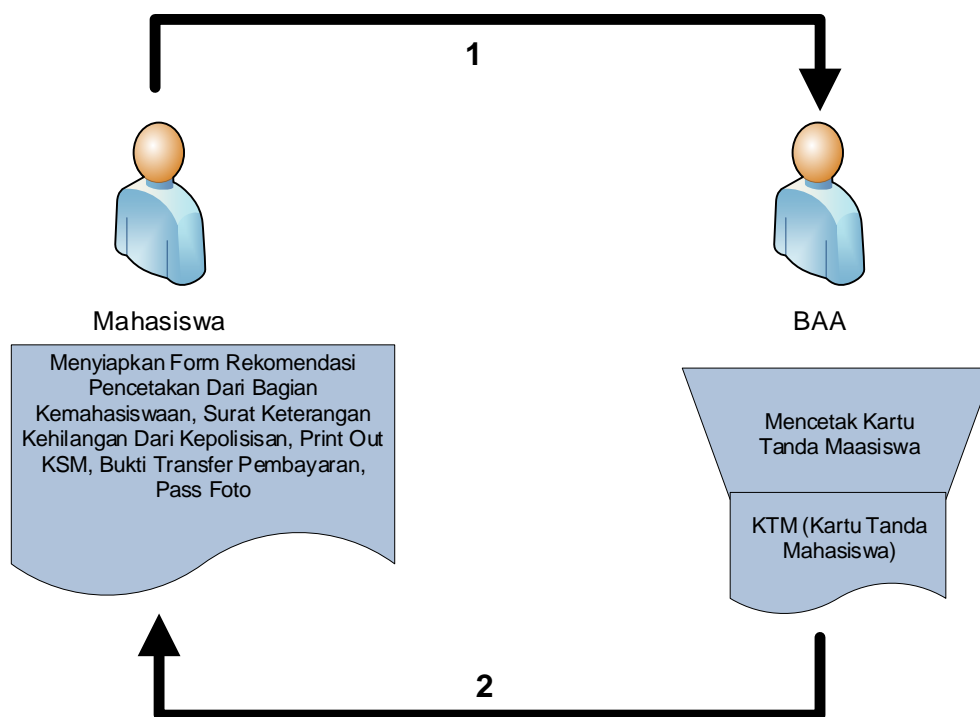 1
Mahasiswa
Menyiapkan Form Rekomendasi
Pencetakan Dari Bagian
Kemahasiswaan, Surat Keterangan
Kehilangan Dari Kepolisisan, Print Out
KSM, Bukti Transfer Pembayaran,
Pass Foto
BAA
Mencetak Kartu
Tanda Maasiswa
KTM (Kartu Tanda
Mahasiswa)
2